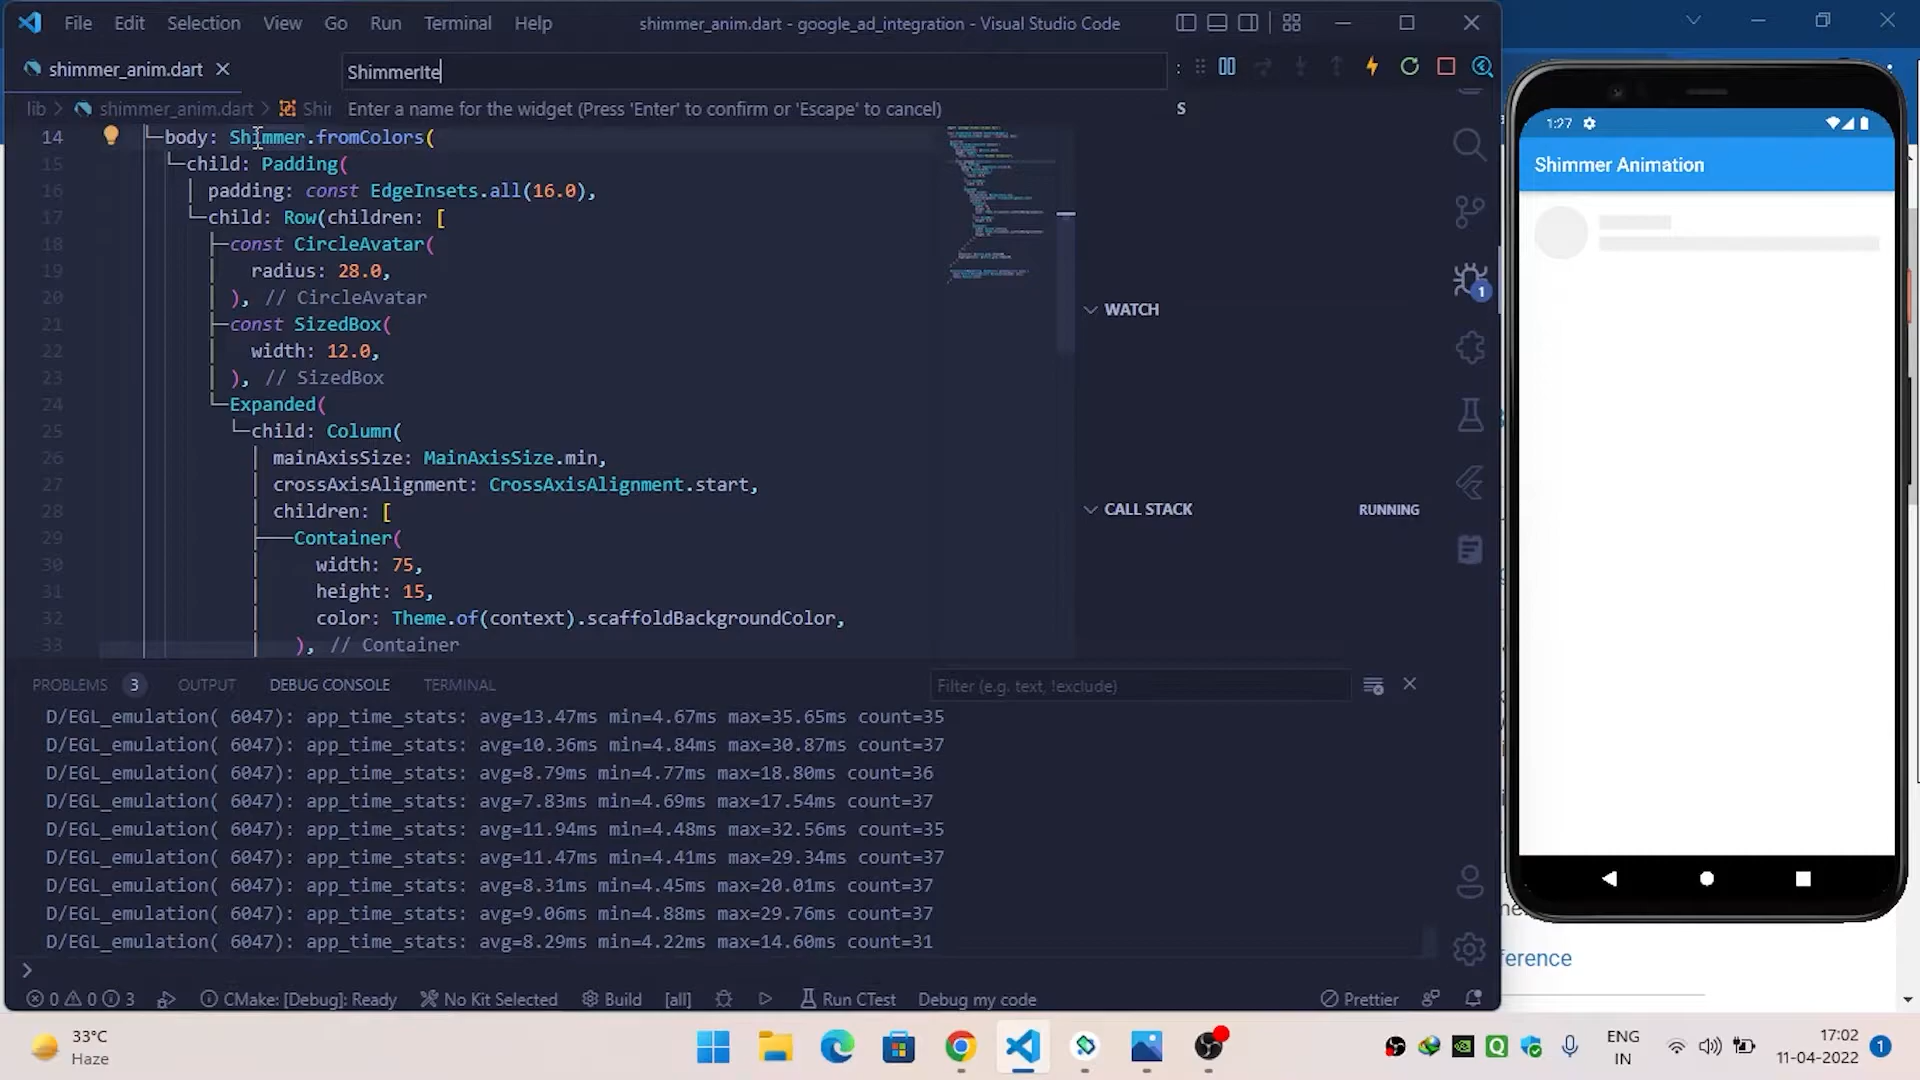 File Edit Selection View Go Run Terminal Help
shimmer_anim.dart - google_ad_integration - Visual Studio Code
shimmer_anim.dart
ShimmerIte
lib > shimmer_anim.dart > Shir
Enter a name for the widget (Press 'Enter' to confirm or 'Escape' to cancel)
S
14 body: Shimmer.fromColors(
15 child: Padding(
16 padding: const EdgeInsets.all(16.0),
17 child: Row(children: [
18 const CircleAvatar(
19 radius: 28.0,
20 ), // CircleAvatar
21 const SizedBox(
22 width: 12.0,
23 ), // SizedBox
24 Expanded(
25 child: Column(
26 mainAxisSize: MainAxisSize.min,
27 crossAxisAlignment: CrossAxisAlignment.start,
28 children: [
29 Container(
30 width: 75,
31 height: 15,
32 color: Theme.of(context).scaffoldBackgroundColor,
33 ), // Container
WATCH
CALL STACK RUNNING
1
PROBLEMS 3 OUTPUT DEBUG CONSOLE TERMINAL
Filter (e.g. text, !exclude)
D/EGL_emulation( 6047): app_time_stats: avg=13.47ms min=4.67ms max=35.65ms count=35
D/EGL_emulation( 6047): app_time_stats: avg=10.36ms min=4.84ms max=30.87ms count=37
D/EGL_emulation( 6047): app_time_stats: avg=8.79ms min=4.77ms max=18.80ms count=36
D/EGL_emulation( 6047): app_time_stats: avg=7.83ms min=4.69ms max=17.54ms count=37
D/EGL_emulation( 6047): app_time_stats: avg=11.94ms min=4.48ms max=32.56ms count=35
D/EGL_emulation( 6047): app_time_stats: avg=11.47ms min=4.41ms max=29.34ms count=37
D/EGL_emulation( 6047): app_time_stats: avg=8.31ms min=4.45ms max=20.01ms count=37
D/EGL_emulation( 6047): app_time_stats: avg=9.06ms min=4.88ms max=29.76ms count=37
D/EGL_emulation( 6047): app_time_stats: avg=8.29ms min=4.22ms max=14.60ms count=31
>
0 0 3 CMake: [Debug]: Ready No Kit Selected Build [all] Run CTest Debug my code Prettier
1:27
Shimmer Animation
ne.
ference
33°C
Haze
ENG
IN
17:02
11-04-2022
1